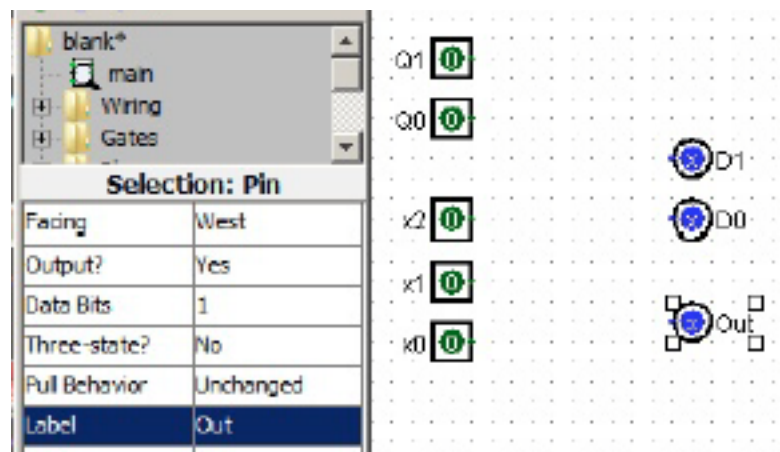 blank*
main
Wiring
Gates
Selection: Pin
Facing West
Output? Yes
Data Bits 1
Three-state? No
Pull Behavior Unchanged
Label Out
Q1 0
Q0 0
x2 0
x1 0
x0 0
x D1
x D0
x Out